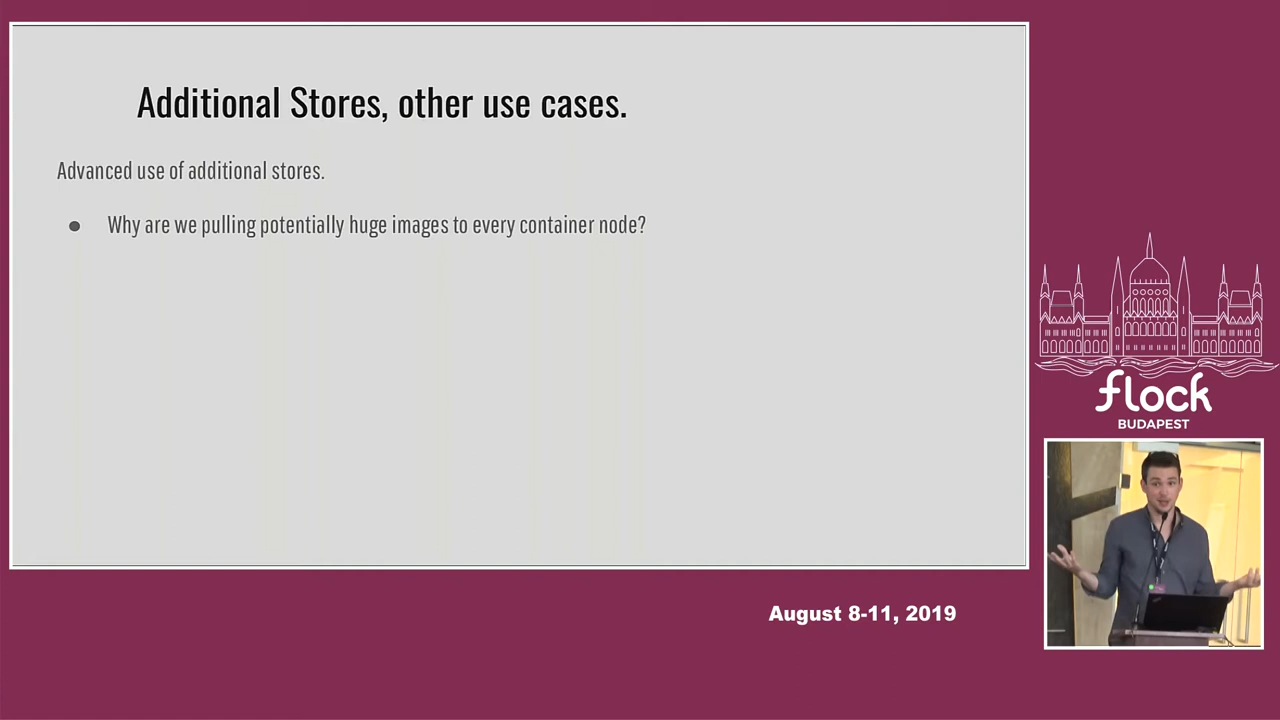 Additional Stores, other use cases.
Advanced use of additional stores.
● Why are we pulling potentially huge images to every container node?
flock
BUDAPEST
August 8-11, 2019